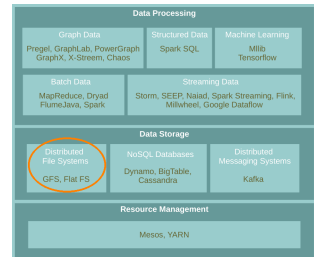 Data Processing
Graph Data
Pregel, GraphLab, PowerGraph
GraphX, X-Streem, Chaos
Structured Data
Spark SQL
Machine Learning
Mllib
Tensorflow
Batch Data
MapReduce, Dryad
FlumeJava, Spark
Streaming Data
Storm, SEEP, Naiad, Spark Streaming, Flink,
Millwheel, Google Dataflow
Data Storage
Distributed
File Systems
GFS, Flat FS
NoSQL Databases
Dynamo, BigTable,
Cassandra
Distributed
Messaging Systems
Kafka
Resource Management
Mesos, YARN